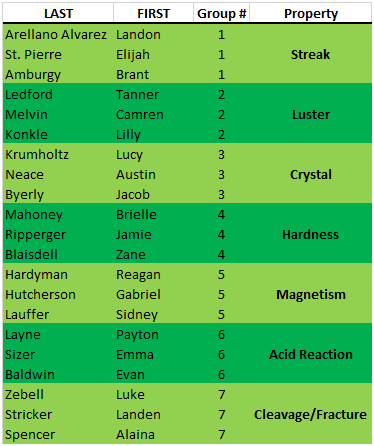 LAST FIRST Group # Property
Arellano Alvarez Landon 1
St. Pierre Elijah 1 Streak
Amburgy Brant 1
Ledford Tanner 2
Melvin Camren 2 Luster
Konkle Lilly 2
Krumholtz Lucy 3
Neace Austin 3 Crystal
Byerly Jacob 3
Mahoney Brielle 4
Ripperger Jamie 4 Hardness
Blaisdell Zane 4
Hardyman Reagan 5
Hutcherson Gabriel 5 Magnetism
Lauffer Sidney 5
Layne Payton 6
Sizer Emma 6 Acid Reaction
Baldwin Evan 6
Zebell Luke 7
Stricker Landen 7 Cleavage/Fracture
Spencer Alaina 7